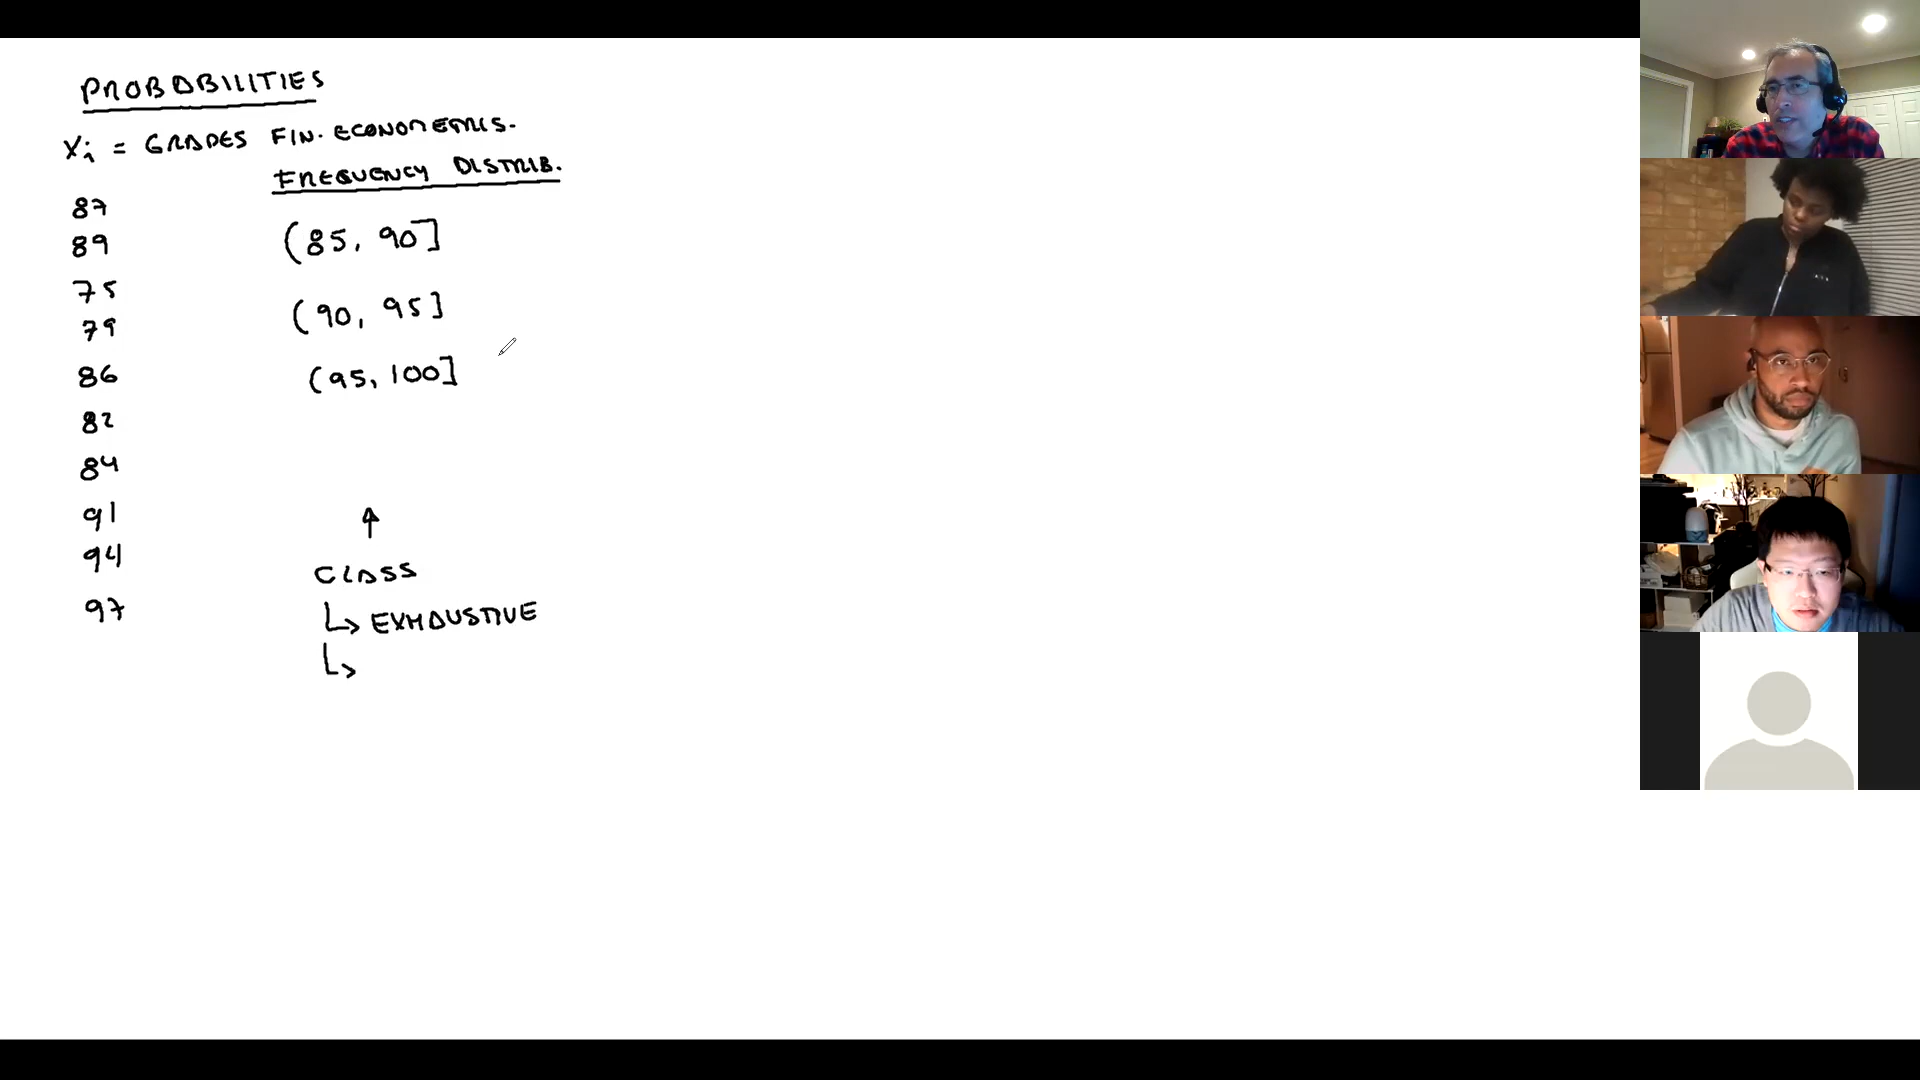 PROBABILITIES
Xi = GRADES FIN. ECONOMETRICS.
FREQUENCY DISTRIB.
87
89
75
79
86
82
84
91
94
97
(85, 90]
(90, 95]
(95, 100]
CLASS
EXHAUSTIVE